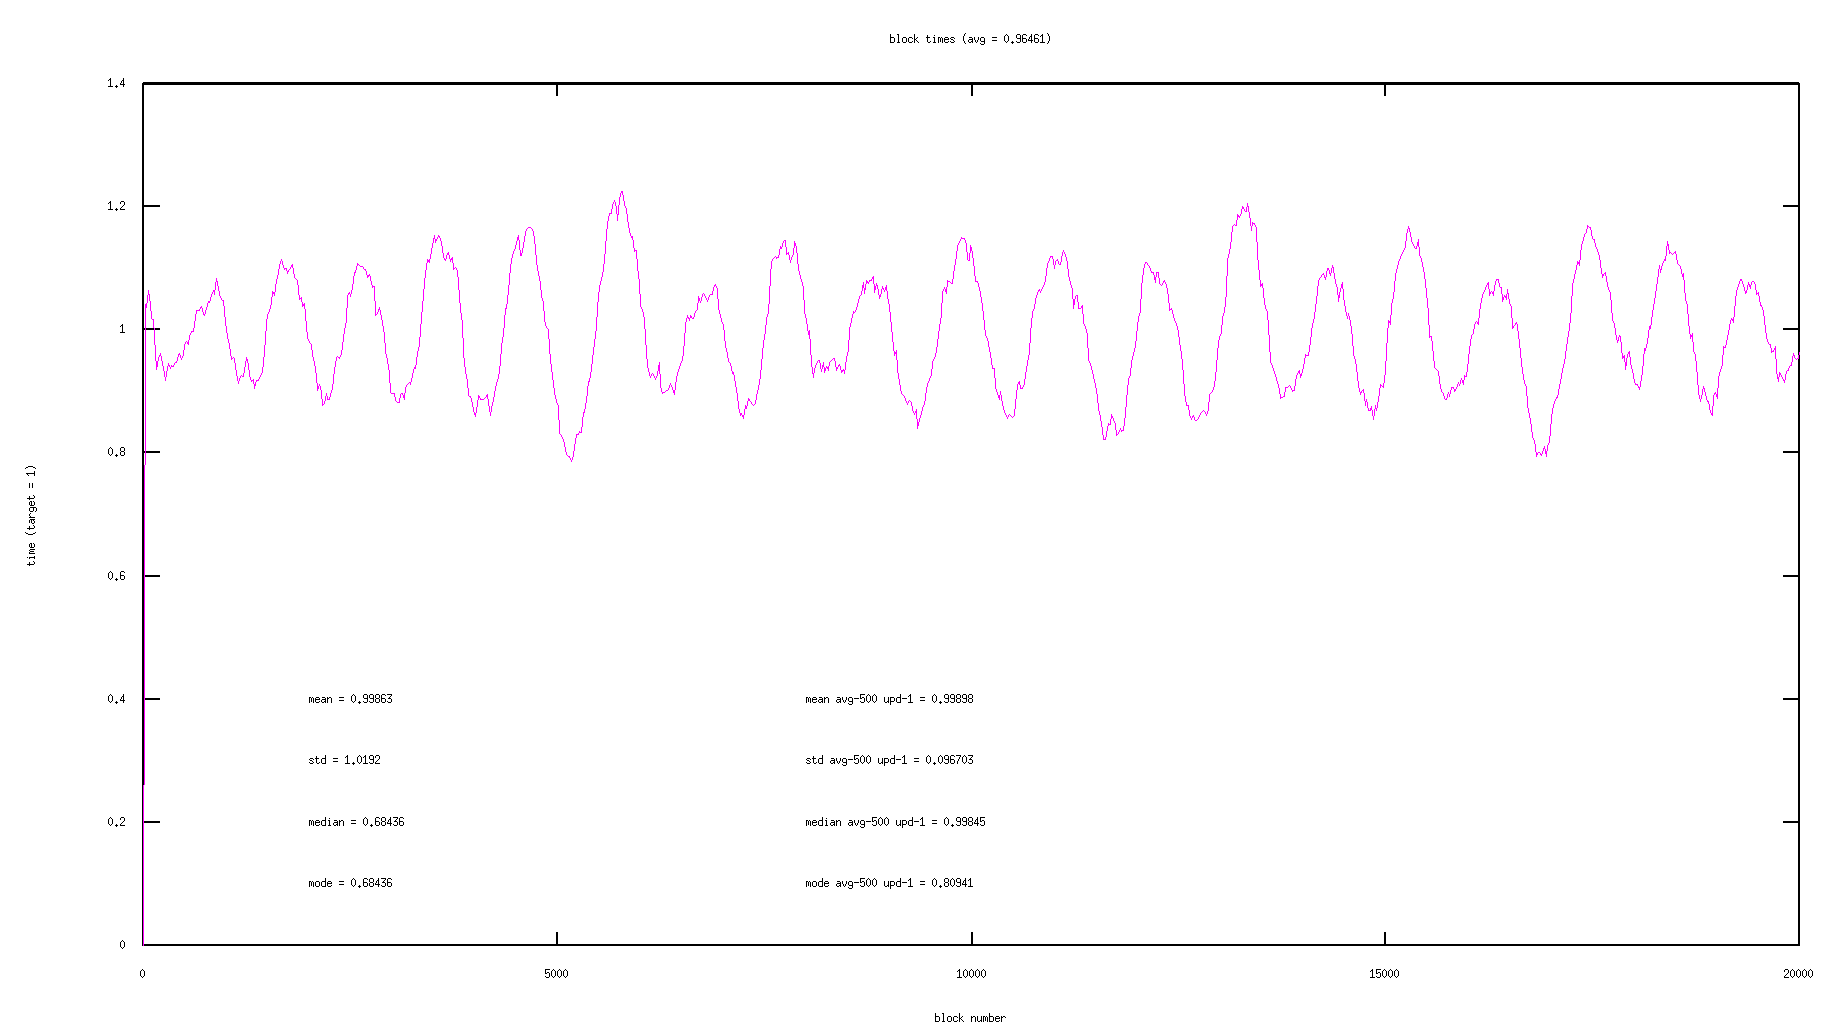 block times (avg = 0.96461)
1.4
1.2
1
0.8
0.6
0.4
0.2
0
time (target = 1)
mean = 0.99863
mean avg-500 upd-1 = 0.99898
std = 1.0192
std avg-500 upd-1 = 0.096703
median = 0.68436
median avg-500 upd-1 = 0.99845
mode = 0.68436
mode avg-500 upd-1 = 0.80941
0
5000
10000
15000
20000
block number